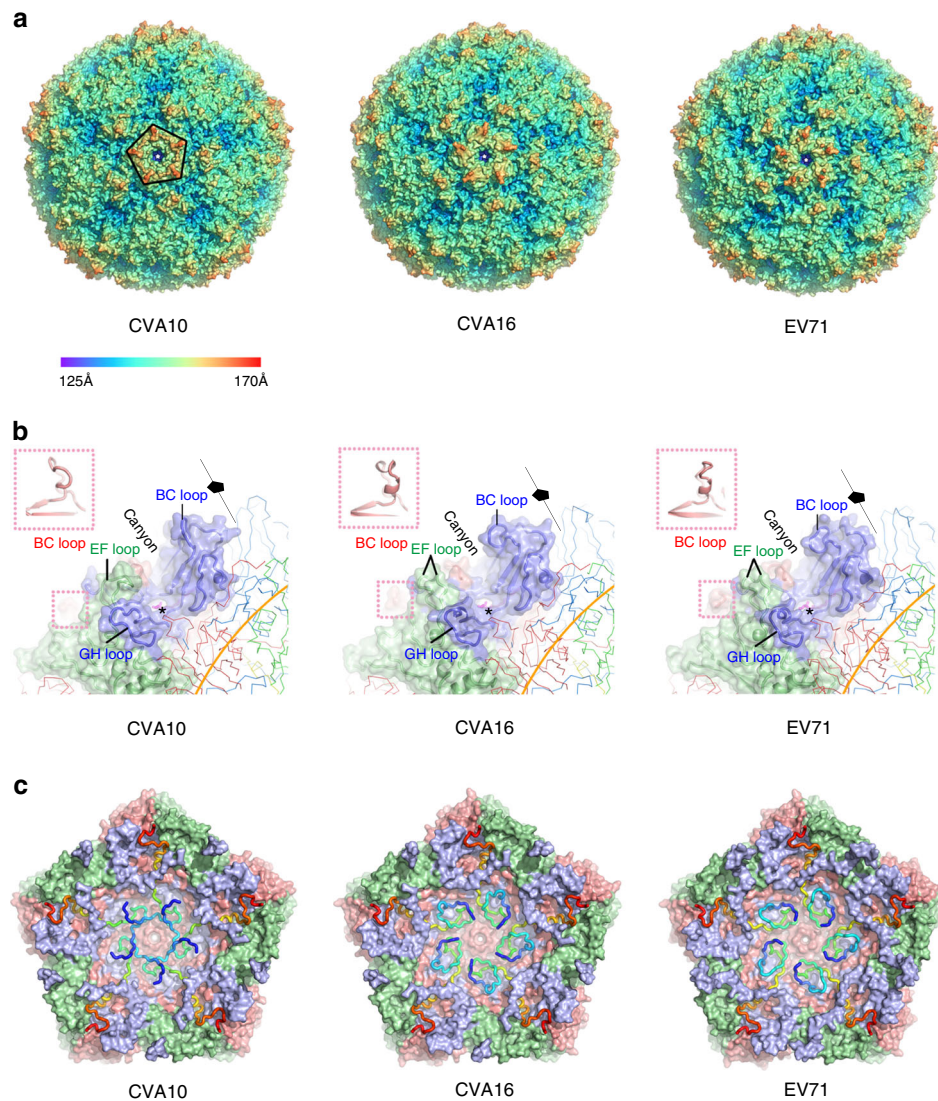 a
CVA10 CVA16 EV71
125Å 170Å
b
BC loop BC loop BC loop
Canyon Canyon Canyon
BC loop BC loop BC loop
EF loop EF loop EF loop
* * *
GH loop GH loop GH loop
CVA10 CVA16 EV71
c
CVA10 CVA16 EV71